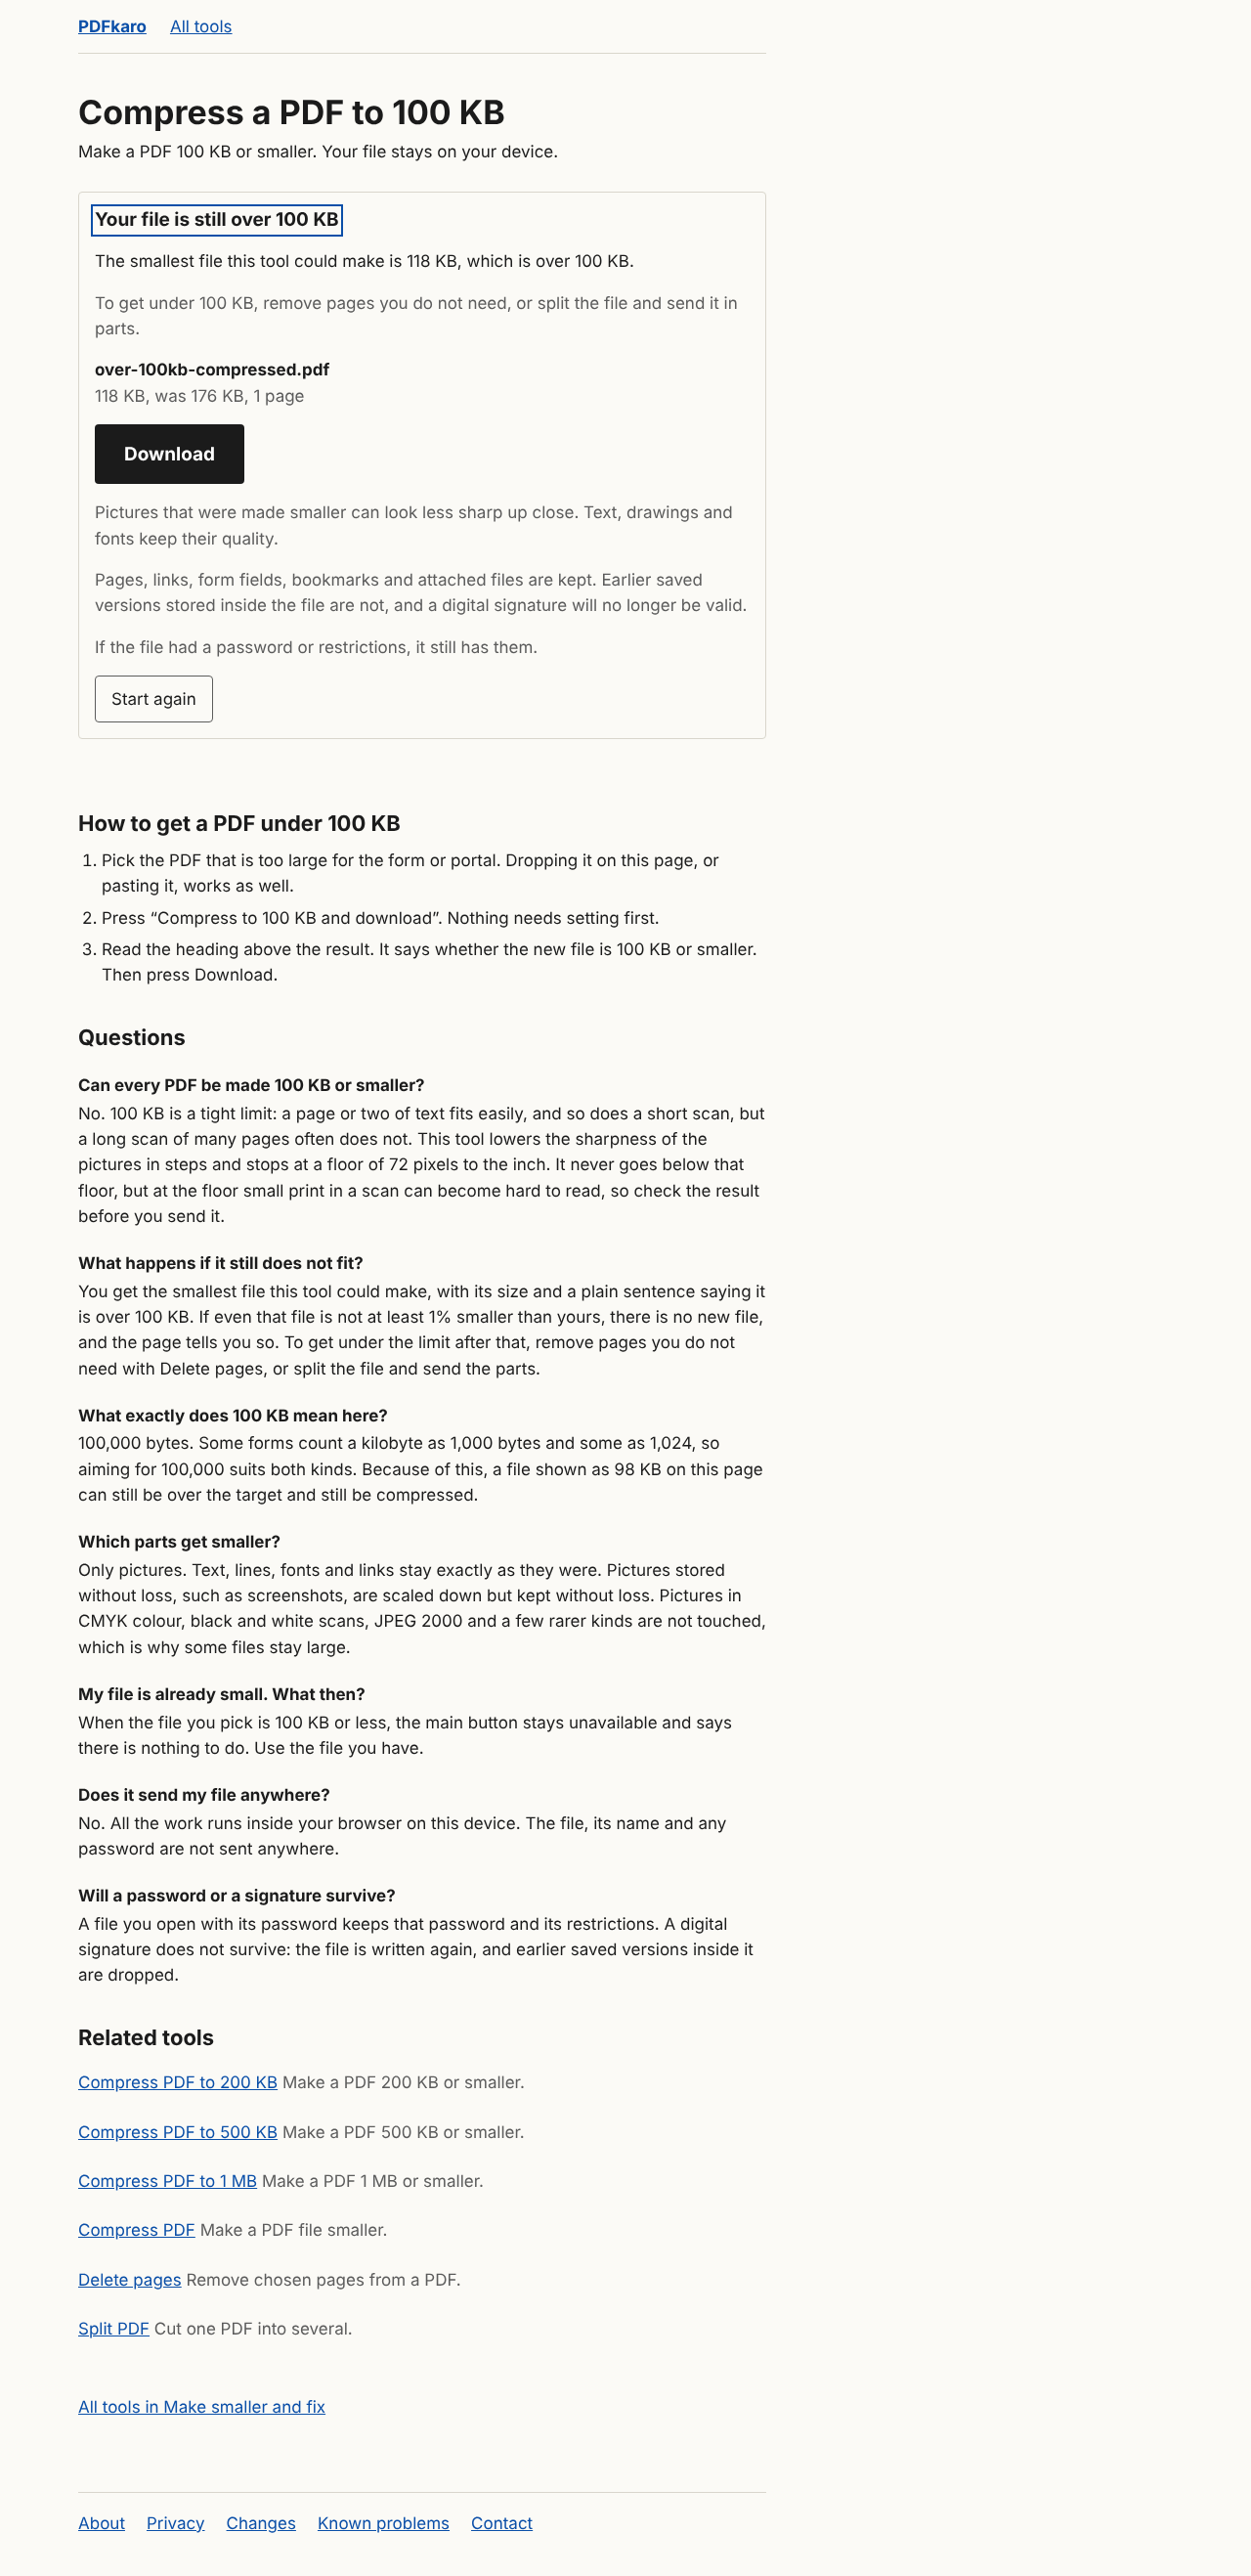 PDFkaro All tools
Compress a PDF to 100 KB
Make a PDF 100 KB or smaller. Your file stays on your device.
Your file is still over 100 KB
The smallest file this tool could make is 118 KB, which is over 100 KB.
To get under 100 KB, remove pages you do not need, or split the file and send it in
parts.
over-100kb-compressed.pdf
118 KB, was 176 KB, 1 page
Download
Pictures that were made smaller can look less sharp up close. Text, drawings and
fonts keep their quality.
Pages, links, form fields, bookmarks and attached files are kept. Earlier saved
versions stored inside the file are not, and a digital signature will no longer be valid.
If the file had a password or restrictions, it still has them.
Start again
How to get a PDF under 100 KB
1. Pick the PDF that is too large for the form or portal. Dropping it on this page, or
pasting it, works as well.
2. Press “Compress to 100 KB and download”. Nothing needs setting first.
3. Read the heading above the result. It says whether the new file is 100 KB or smaller.
Then press Download.
Questions
Can every PDF be made 100 KB or smaller?
No. 100 KB is a tight limit: a page or two of text fits easily, and so does a short scan, but
a long scan of many pages often does not. This tool lowers the sharpness of the
pictures in steps and stops at a floor of 72 pixels to the inch. It never goes below that
floor, but at the floor small print in a scan can become hard to read, so check the result
before you send it.
What happens if it still does not fit?
You get the smallest file this tool could make, with its size and a plain sentence saying it
is over 100 KB. If even that file is not at least 1% smaller than yours, there is no new file,
and the page tells you so. To get under the limit after that, remove pages you do not
need with Delete pages, or split the file and send the parts.
What exactly does 100 KB mean here?
100,000 bytes. Some forms count a kilobyte as 1,000 bytes and some as 1,024, so
aiming for 100,000 suits both kinds. Because of this, a file shown as 98 KB on this page
can still be over the target and still be compressed.
Which parts get smaller?
Only pictures. Text, lines, fonts and links stay exactly as they were. Pictures stored
without loss, such as screenshots, are scaled down but kept without loss. Pictures in
CMYK colour, black and white scans, JPEG 2000 and a few rarer kinds are not touched,
which is why some files stay large.
My file is already small. What then?
When the file you pick is 100 KB or less, the main button stays unavailable and says
there is nothing to do. Use the file you have.
Does it send my file anywhere?
No. All the work runs inside your browser on this device. The file, its name and any
password are not sent anywhere.
Will a password or a signature survive?
A file you open with its password keeps that password and its restrictions. A digital
signature does not survive: the file is written again, and earlier saved versions inside it
are dropped.
Related tools
Compress PDF to 200 KB Make a PDF 200 KB or smaller.
Compress PDF to 500 KB Make a PDF 500 KB or smaller.
Compress PDF to 1 MB Make a PDF 1 MB or smaller.
Compress PDF Make a PDF file smaller.
Delete pages Remove chosen pages from a PDF.
Split PDF Cut one PDF into several.
All tools in Make smaller and fix
About Privacy Changes Known problems Contact